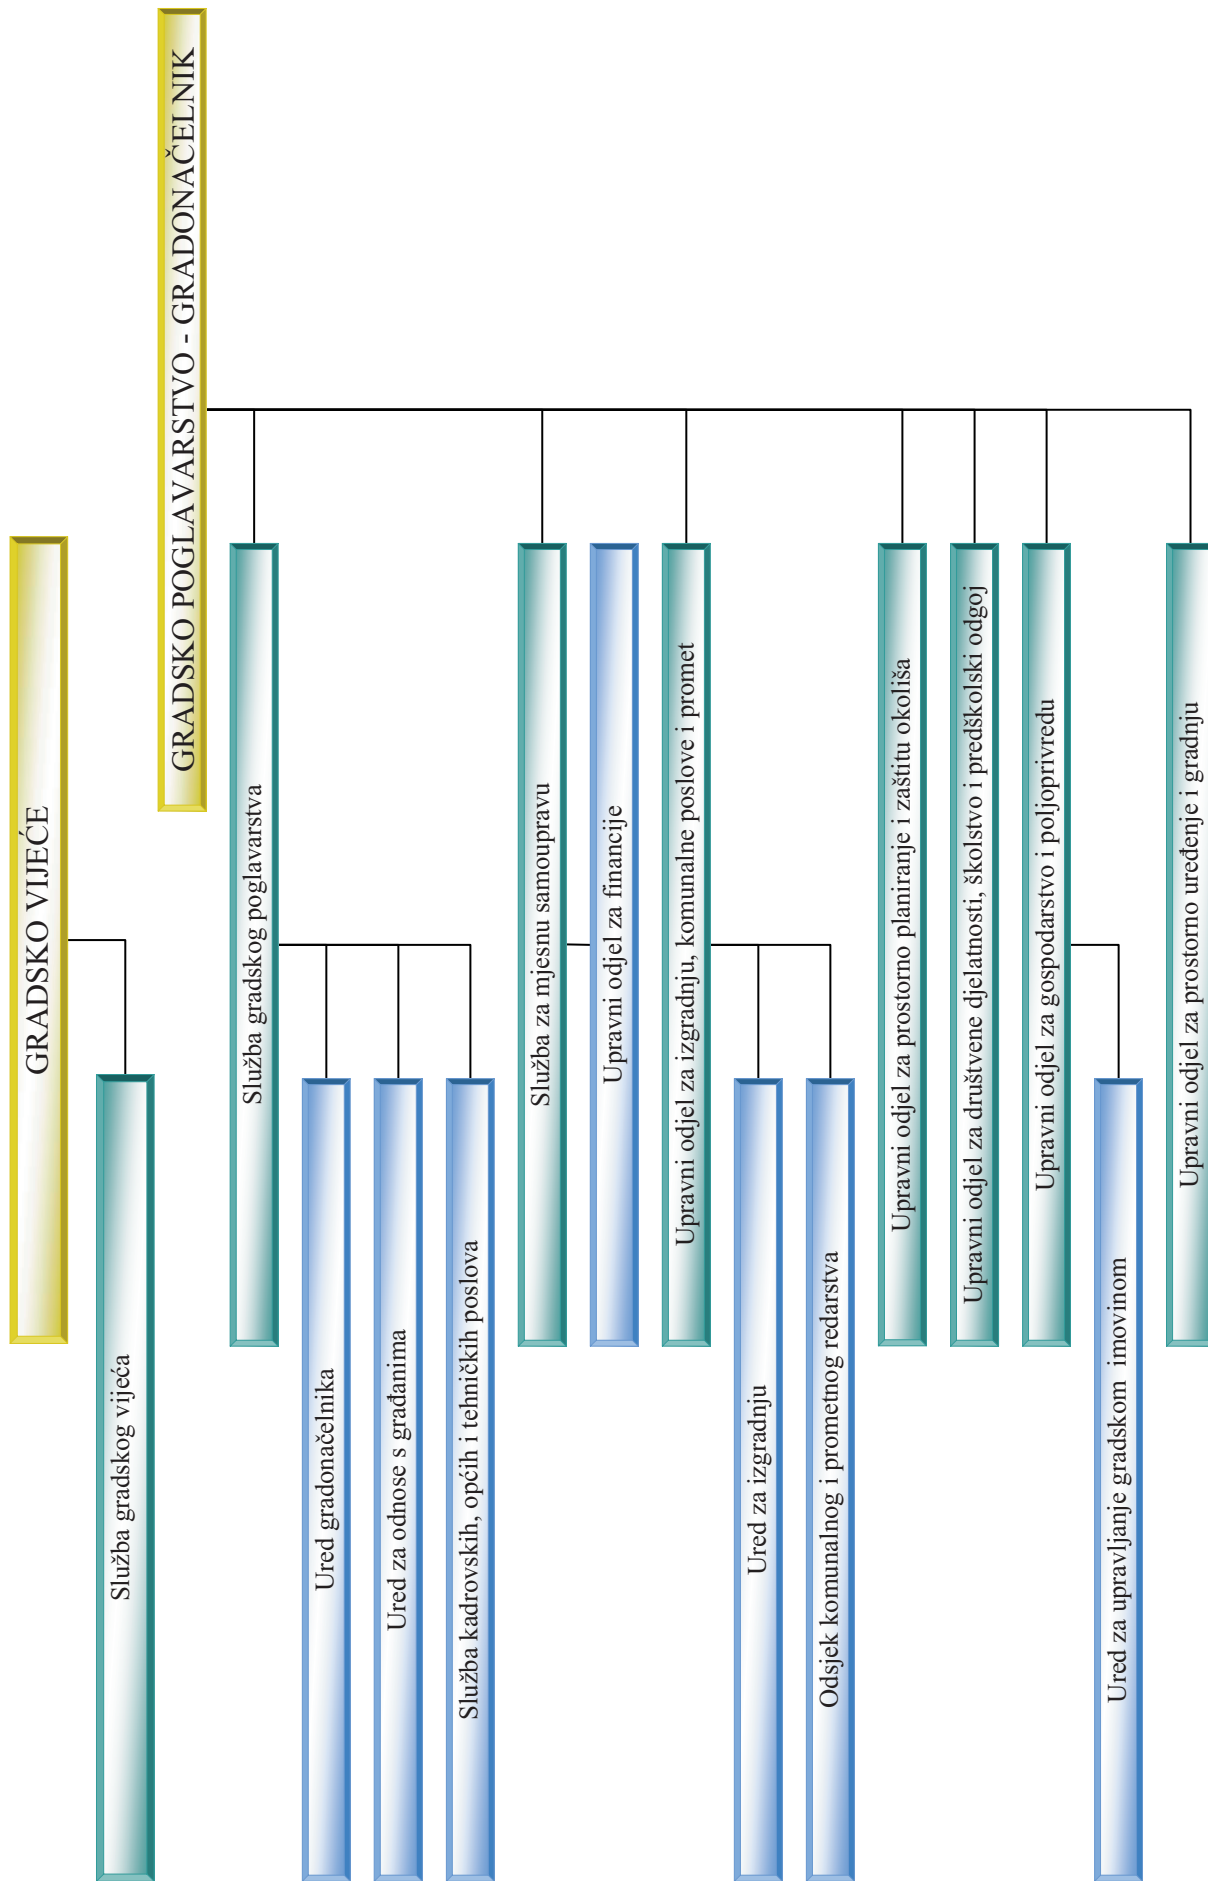 GRADSKO VIJEĆE
Služba gradskog vijeća
GRADSKO POGLAVARSTVO - GRADONAČELNIK
Služba gradskog poglavarstva
Ured gradonačelnika
Ured za odnose s građanima
Služba kadrovskih, općih i tehničkih poslova
Služba za mjesnu samoupravu
Upravni odjel za financije
Upravni odjel za izgradnju, komunalne poslove i promet
Ured za izgradnju
Odsjek komunalnog i prometnog redarstva
Upravni odjel za prostorno planiranje i zaštitu okoliša
Upravni odjel za društvene djelatnosti, školstvo i predškolski odgoj
Upravni odjel za gospodarstvo i poljoprivredu
Ured za upravljanje gradskom imovinom
Upravni odjel za prostorno uređenje i gradnju